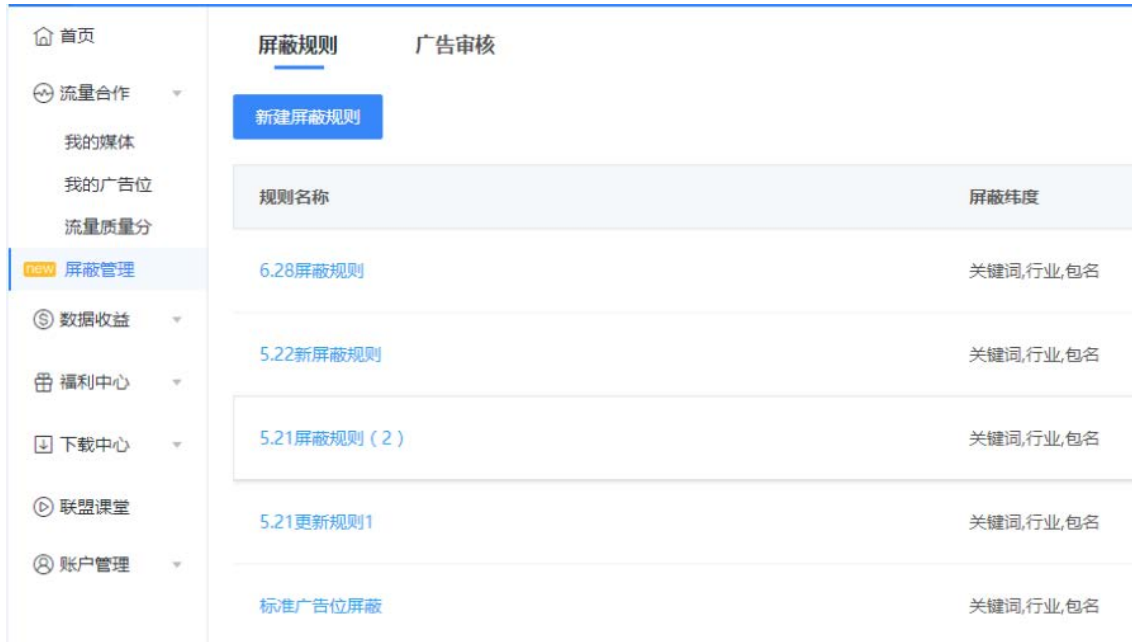 首页
流量合作
我的媒体
我的广告位
流量质量分
new 屏蔽管理
数据收益
福利中心
下载中心
联盟课堂
账户管理
屏蔽规则 广告审核
新建屏蔽规则
规则名称 屏蔽纬度
6.28屏蔽规则 关键词,行业,包名
5.22新屏蔽规则 关键词,行业,包名
5.21屏蔽规则（2） 关键词,行业,包名
5.21更新规则1 关键词,行业,包名
标准广告位屏蔽 关键词,行业,包名